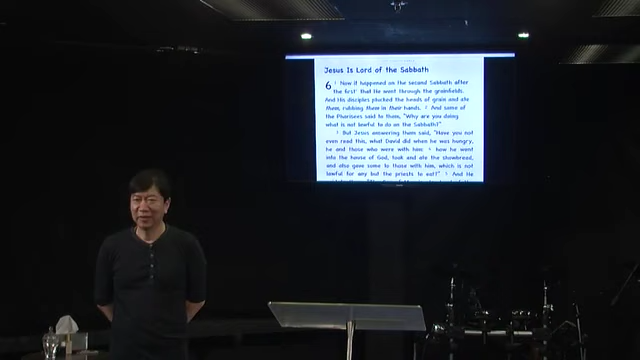 Jesus Is Lord of the Sabbath
6 1 Now it happened on the second Sabbath after
the first that He went through the grainfields.
And His disciples plucked the heads of grain and ate
them, rubbing them in their hands. 2 And some of
the Pharisees said to them, "Why are you doing
what is not lawful to do on the Sabbath?"
3 But Jesus answering them said, "Have you not
even read this, what David did when he was hungry,
he and those who were with him: 4 how he went
into the house of God, took and ate the showbread,
and also gave some to those with him, which is not
lawful for any but the priests to eat?" 5 And He